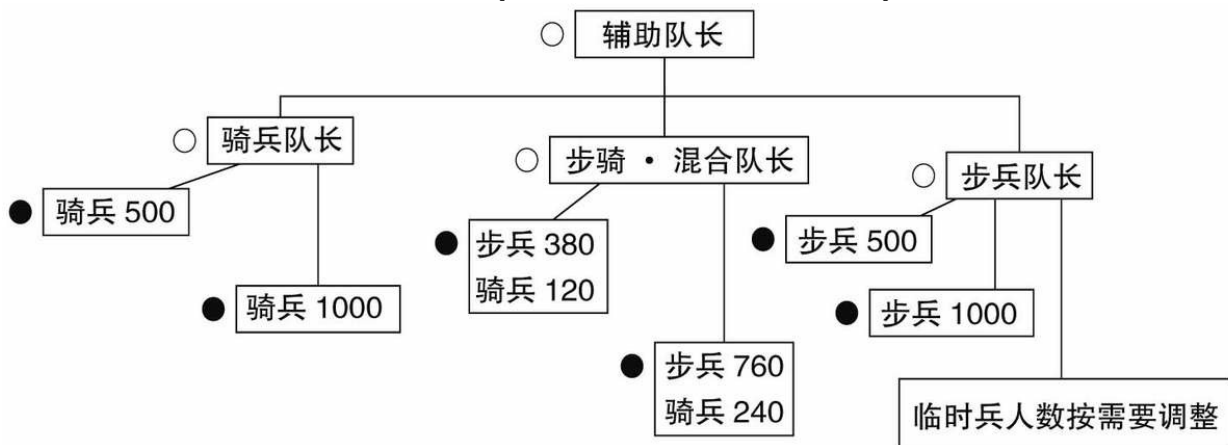 辅助队长
骑兵队长
步骑·混合队长
步兵队长
骑兵 500
步兵 380
骑兵 120
步兵 500
骑兵 1000
步兵 1000
步兵 760
骑兵 240
临时兵人数按需要调整